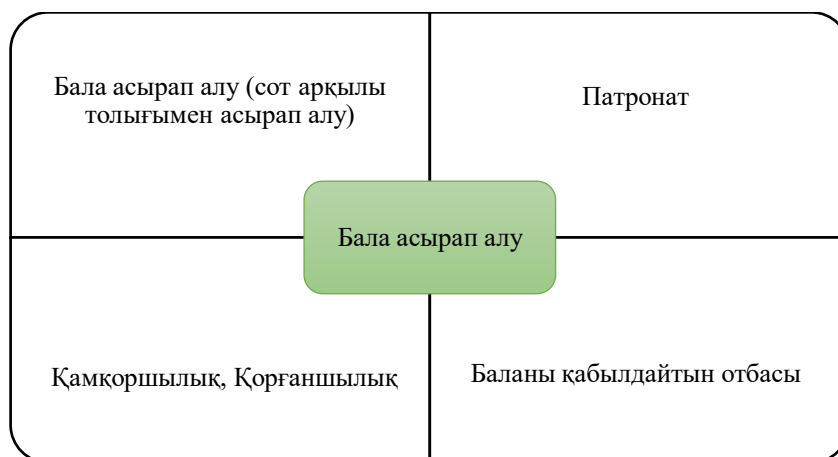 Бала асырап алу (сот арқылы
толығымен асырап алу)
Патронат
Бала асырап алу
Қамқоршылық, Қорғаншылық
Баланы қабылдайтын отбасы